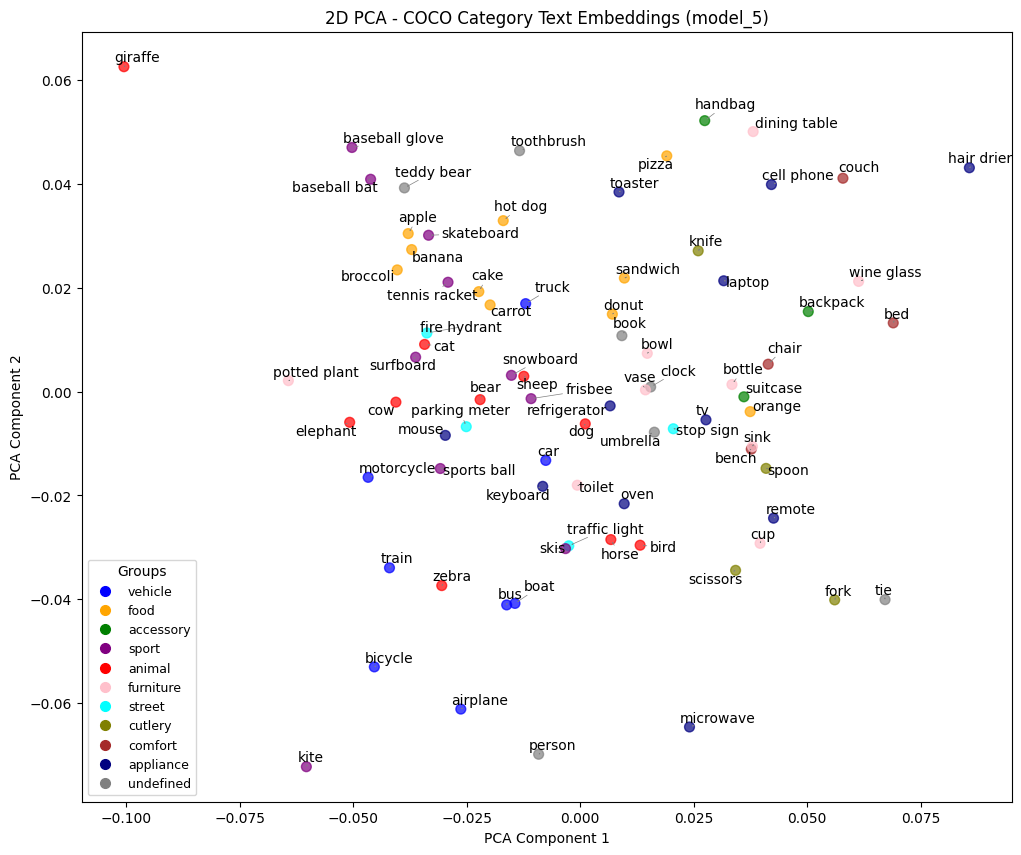 2D PCA - COCO Category Text Embeddings (model_5)
giraffe
handbag
dining table
baseball glove
toothbrush
hair drier
pizza
couch
teddy bear
cell phone
baseball bat
toaster
hot dog
apple
skateboard
knife
banana
broccoli
cake
sandwich
wine glass
tennis racket
truck
laptop
carrot
donut
backpack
fire hydrant
book
bed
cat
bowl
chair
surfboard
snowboard
potted plant
vase
clock
bottle
bear
sheep
frisbee
suitcase
cow
parking meter
refrigerator
tv
orange
elephant
mouse
dog
umbrella
stop sign
sink
car
bench
motorcycle
sports ball
spoon
keyboard
toilet
oven
remote
traffic light
cup
skis
horse
bird
train
zebra
scissors
bus
boat
fork
tie
bicycle
airplane
microwave
person
kite
Groups
vehicle
food
accessory
sport
animal
furniture
street
cutlery
comfort
appliance
undefined
PCA Component 2
0.06
0.04
0.02
0.00
−0.02
−0.04
−0.06
−0.100
−0.075
−0.050
−0.025
0.000
0.025
0.050
0.075
PCA Component 1